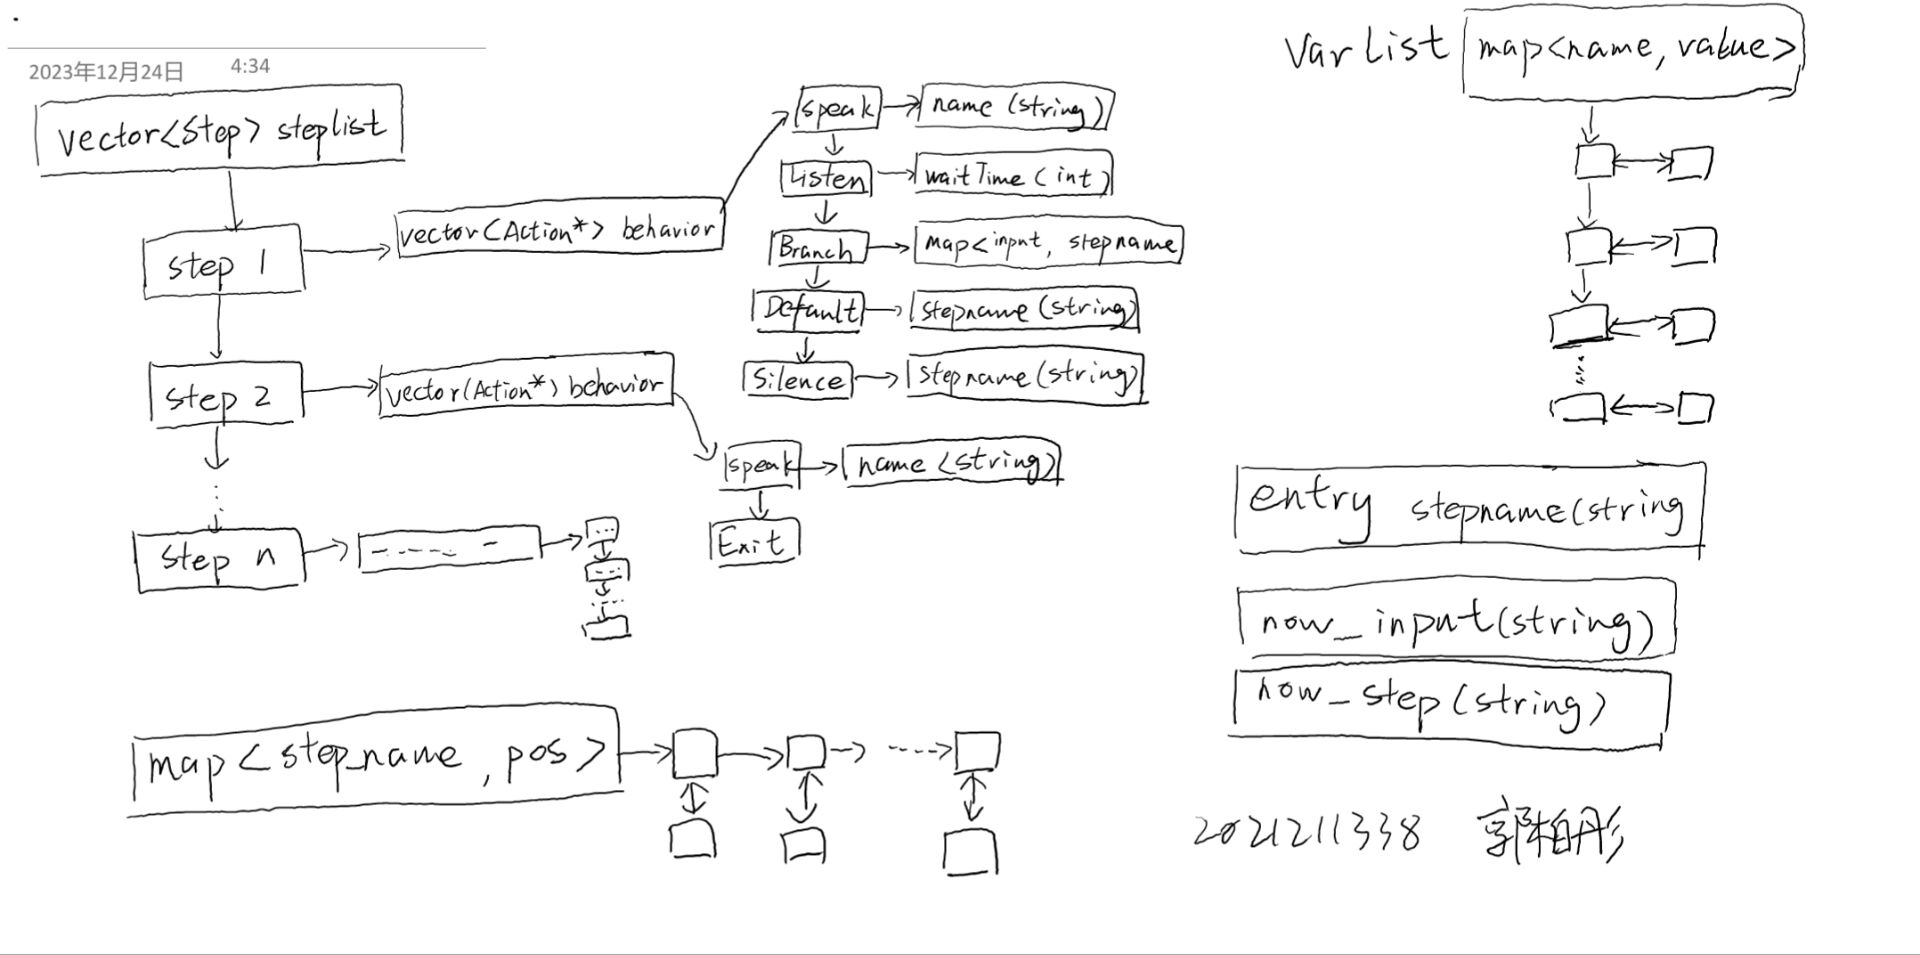 2023年12月24日 4:34
vector<Step> steplist
step 1
vector<Action*> behavior
speak
name (string)
Listen
waitTime (int)
Branch
map<input, stepname
Default
stepname (string)
Silence
stepname (string)
step 2
vector(Action*) behavior
speak
name (string)
Exit
step n
map<step_name, pos>
Var List
map<name, value>
entry stepname(string
now_input(string)
now_step(string)
2021211338 郭柏彤